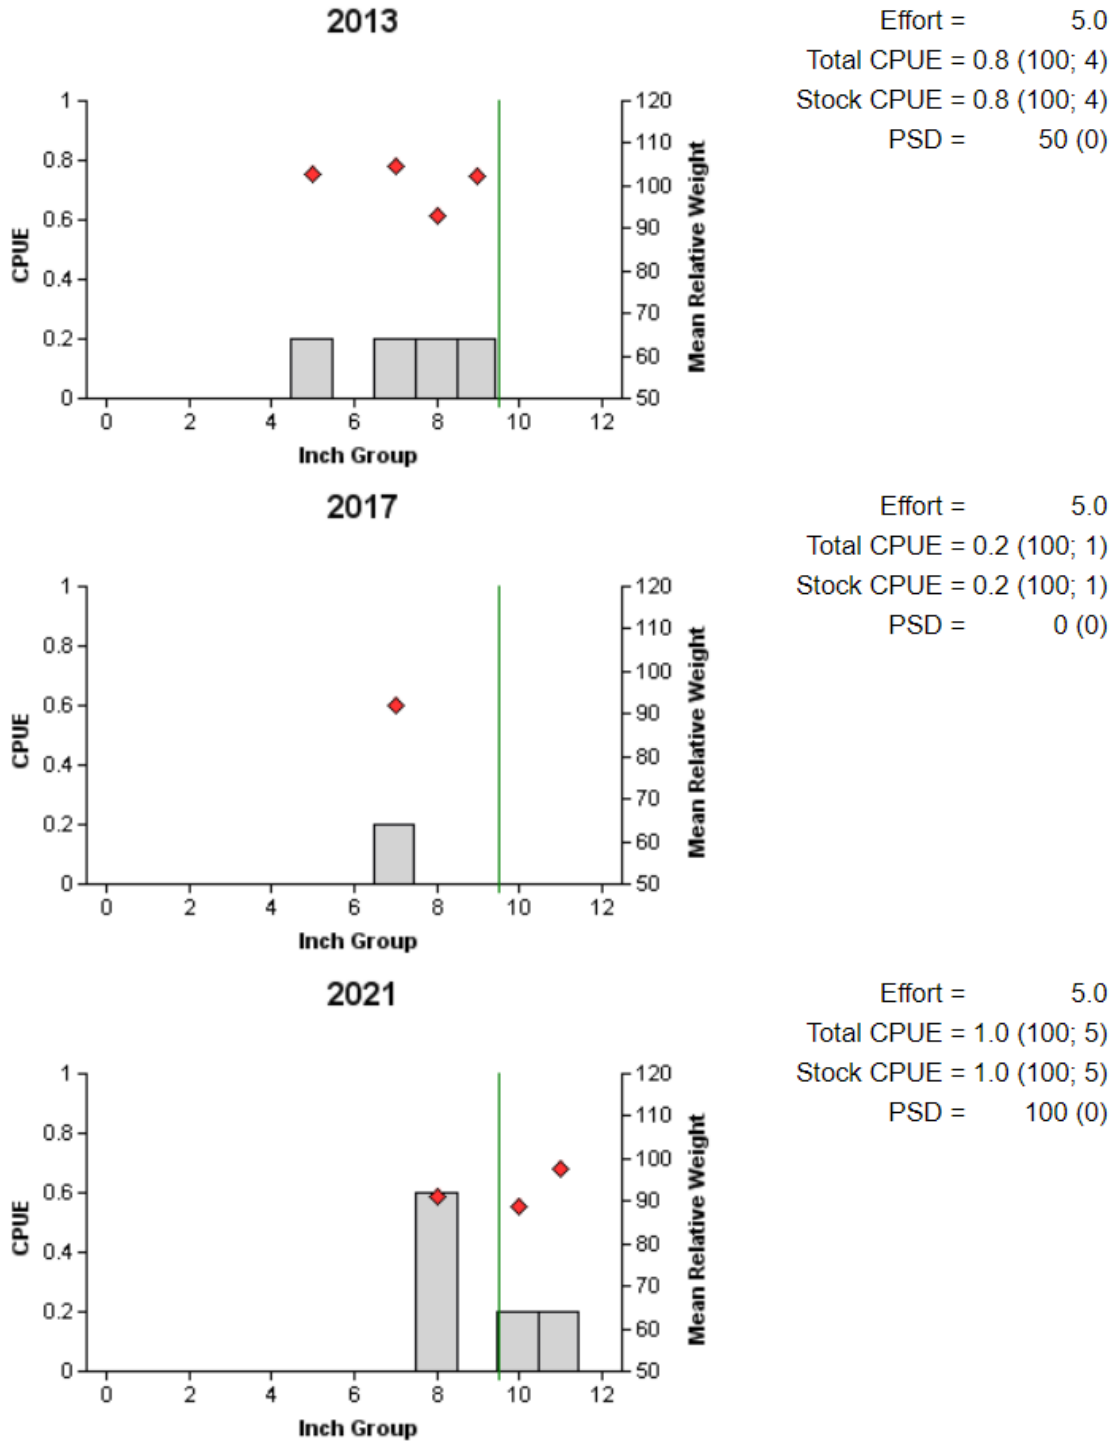 2013
Effort = 5.0
Total CPUE = 0.8 (100; 4)
Stock CPUE = 0.8 (100; 4)
PSD = 50 (0)
1
0.8
0.6
0.4
0.2
0
CPUE
120
110
100
90
80
70
60
50
Mean Relative Weight
0 2 4 6 8 10 12
Inch Group
2017
Effort = 5.0
Total CPUE = 0.2 (100; 1)
Stock CPUE = 0.2 (100; 1)
PSD = 0 (0)
1
0.8
0.6
0.4
0.2
0
CPUE
120
110
100
90
80
70
60
50
Mean Relative Weight
0 2 4 6 8 10 12
Inch Group
2021
Effort = 5.0
Total CPUE = 1.0 (100; 5)
Stock CPUE = 1.0 (100; 5)
PSD = 100 (0)
1
0.8
0.6
0.4
0.2
0
CPUE
120
110
100
90
80
70
60
50
Mean Relative Weight
0 2 4 6 8 10 12
Inch Group